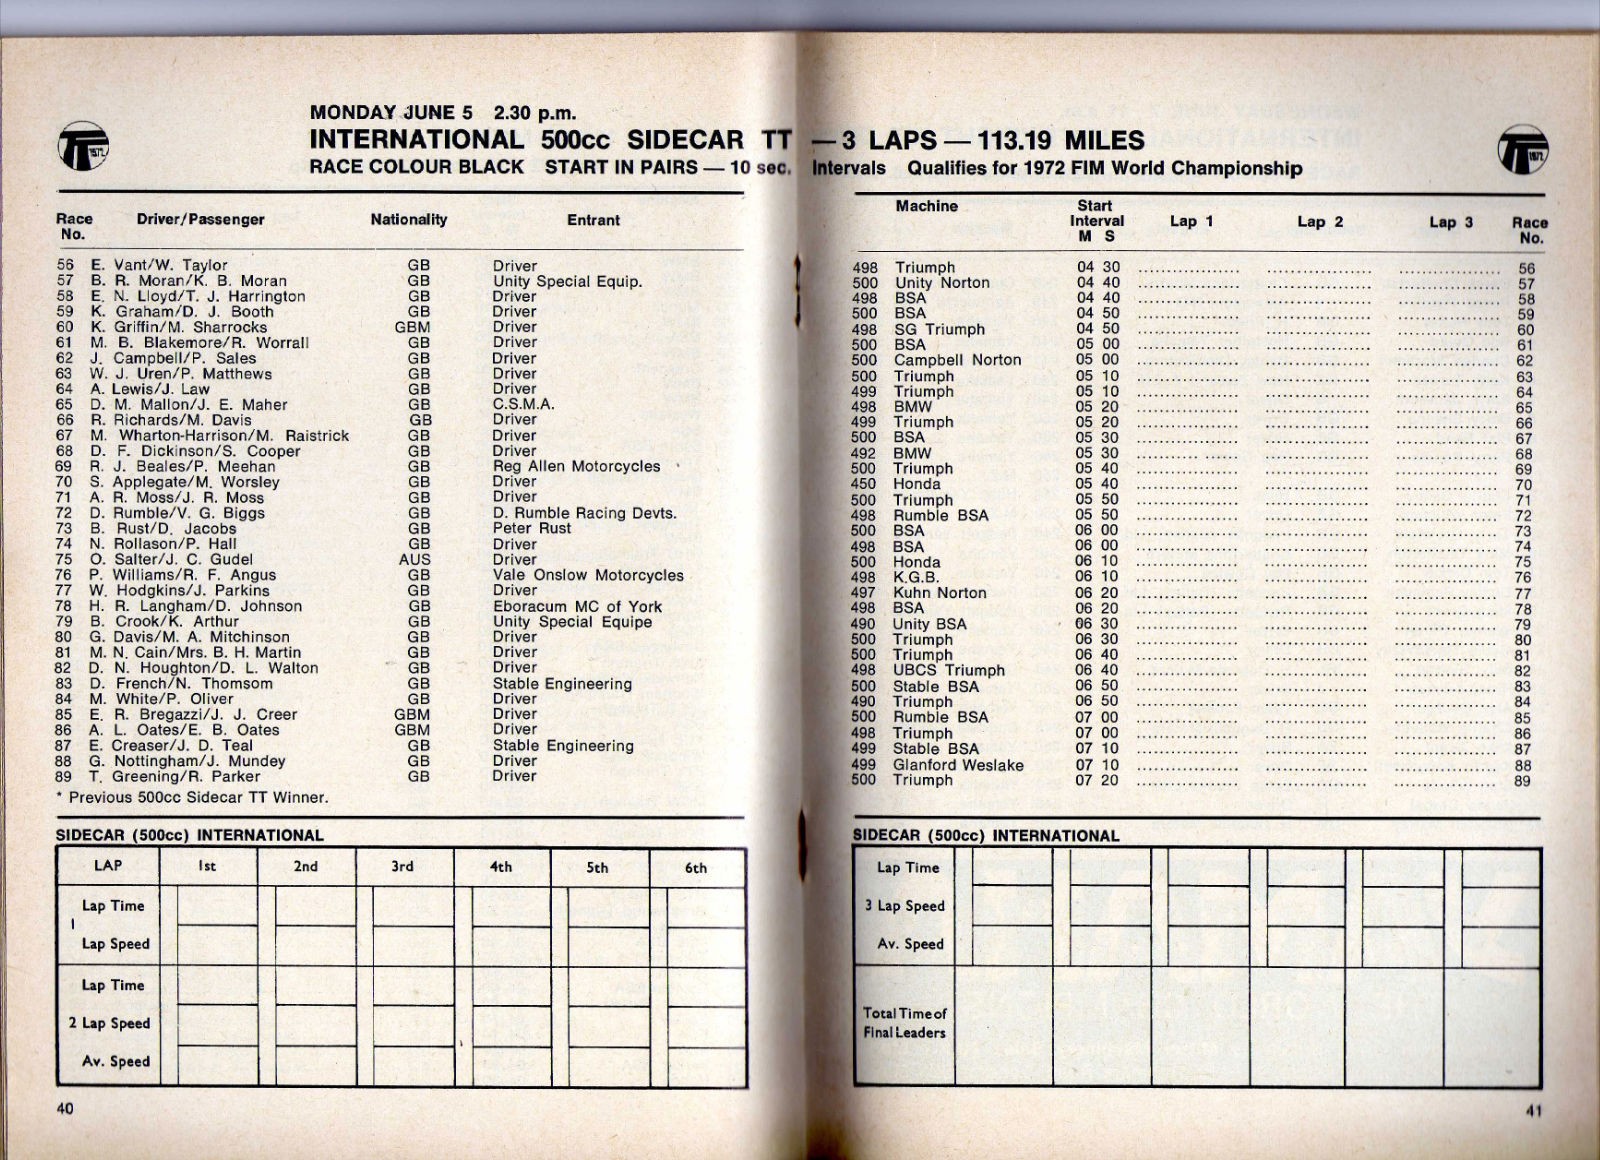 MONDAY JUNE 5 2.30 p.m.
INTERNATIONAL 500cc SIDECAR TT — 3 LAPS — 113.19 MILES
RACE COLOUR BLACK START IN PAIRS — 10 sec. Intervals Qualifies for 1972 FIM World Championship
TT 1972
TT 1972
Race No. Driver/Passenger Nationality Entrant
56 E. Vant/W. Taylor GB Driver
57 B. R. Moran/K. B. Moran GB Unity Special Equip.
58 E. N. Lloyd/T. J. Harrington GB Driver
59 K. Graham/D. J. Booth GB Driver
60 K. Griffin/M. Sharrocks GBM Driver
61 M. B. Blakemore/R. Worrall GB Driver
62 J. Campbell/P. Sales GB Driver
63 W. J. Uren/P. Matthews GB Driver
64 A. Lewis/J. Law GB Driver
65 D. M. Mallon/J. E. Maher GB C.S.M.A.
66 R. Richards/M. Davis GB Driver
67 M. Wharton-Harrison/M. Raistrick GB Driver
68 D. F. Dickinson/S. Cooper GB Driver
69 R. J. Beales/P. Meehan GB Reg Allen Motorcycles
70 S. Applegate/M. Worsley GB Driver
71 A. R. Moss/J. R. Moss GB Driver
72 D. Rumble/V. G. Biggs GB D. Rumble Racing Devts.
73 B. Rust/D. Jacobs GB Peter Rust
74 N. Rollason/P. Hall GB Driver
75 O. Salter/J. C. Gudel AUS Driver
76 P. Williams/R. F. Angus GB Vale Onslow Motorcycles
77 W. Hodgkins/J. Parkins GB Driver
78 H. R. Langham/D. Johnson GB Eboracum MC of York
79 B. Crook/K. Arthur GB Unity Special Equipe
80 G. Davis/M. A. Mitchinson GB Driver
81 M. N. Cain/Mrs. B. H. Martin GB Driver
82 D. N. Houghton/D. L. Walton GB Driver
83 D. French/N. Thomsom GB Stable Engineering
84 M. White/P. Oliver GB Driver
85 E. R. Bregazzi/J. J. Creer GBM Driver
86 A. L. Oates/E. B. Oates GBM Driver
87 E. Creaser/J. D. Teal GB Stable Engineering
88 G. Nottingham/J. Mundey GB Driver
89 T. Greening/R. Parker GB Driver
* Previous 500cc Sidecar TT Winner.
SIDECAR (500cc) INTERNATIONAL
LAP 1st 2nd 3rd 4th 5th 6th
Lap Time
1
Lap Speed
Lap Time
2 Lap Speed
Av. Speed
40
Machine Start Interval M S Lap 1 Lap 2 Lap 3 Race No.
498 Triumph 04 30 56
500 Unity Norton 04 40 57
498 BSA 04 40 58
500 BSA 04 50 59
498 SG Triumph 04 50 60
500 BSA 05 00 61
500 Campbell Norton 05 00 62
500 Triumph 05 10 63
499 Triumph 05 10 64
498 BMW 05 20 65
499 Triumph 05 20 66
500 BSA 05 30 67
492 BMW 05 30 68
500 Triumph 05 40 69
450 Honda 05 40 70
500 Triumph 05 50 71
498 Rumble BSA 05 50 72
500 BSA 06 00 73
498 BSA 06 00 74
500 Honda 06 10 75
498 K.G.B. 06 10 76
497 Kuhn Norton 06 20 77
498 BSA 06 20 78
490 Unity BSA 06 30 79
500 Triumph 06 30 80
500 Triumph 06 40 81
498 UBCS Triumph 06 40 82
500 Stable BSA 06 50 83
490 Triumph 06 50 84
500 Rumble BSA 07 00 85
498 Triumph 07 00 86
499 Stable BSA 07 10 87
499 Glanford Weslake 07 10 88
500 Triumph 07 20 89
SIDECAR (500cc) INTERNATIONAL
Lap Time
3 Lap Speed
Av. Speed
Total Time of
Final Leaders
41